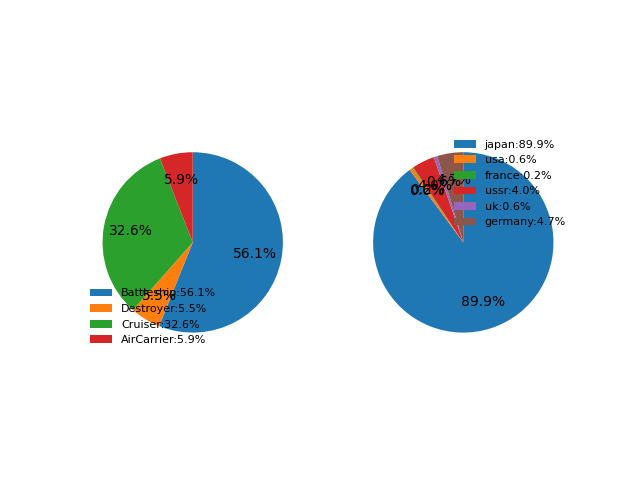 5.9%
32.6%
56.1%
5.5%
Battleship:56.1%
Destroyer:5.5%
Cruiser:32.6%
AirCarrier:5.9%
japan:89.9%
usa:0.6%
france:0.2%
ussr:4.0%
uk:0.6%
germany:4.7%
89.9%